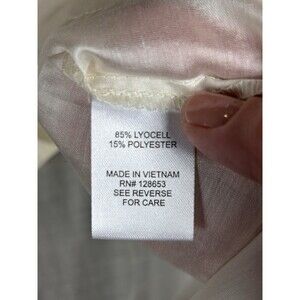 85% LYOCELL
15% POLYESTER
MADE IN VIETNAM
RN# 128653
SEE REVERSE
FOR CARE